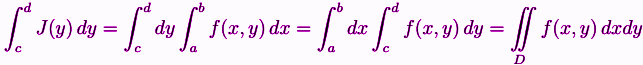 ∫_c^d J(y) dy = ∫_c^d dy ∫_a^b f(x, y) dx = ∫_a^b dx ∫_c^d f(x, y) dy = ∬_D f(x, y) dxdy